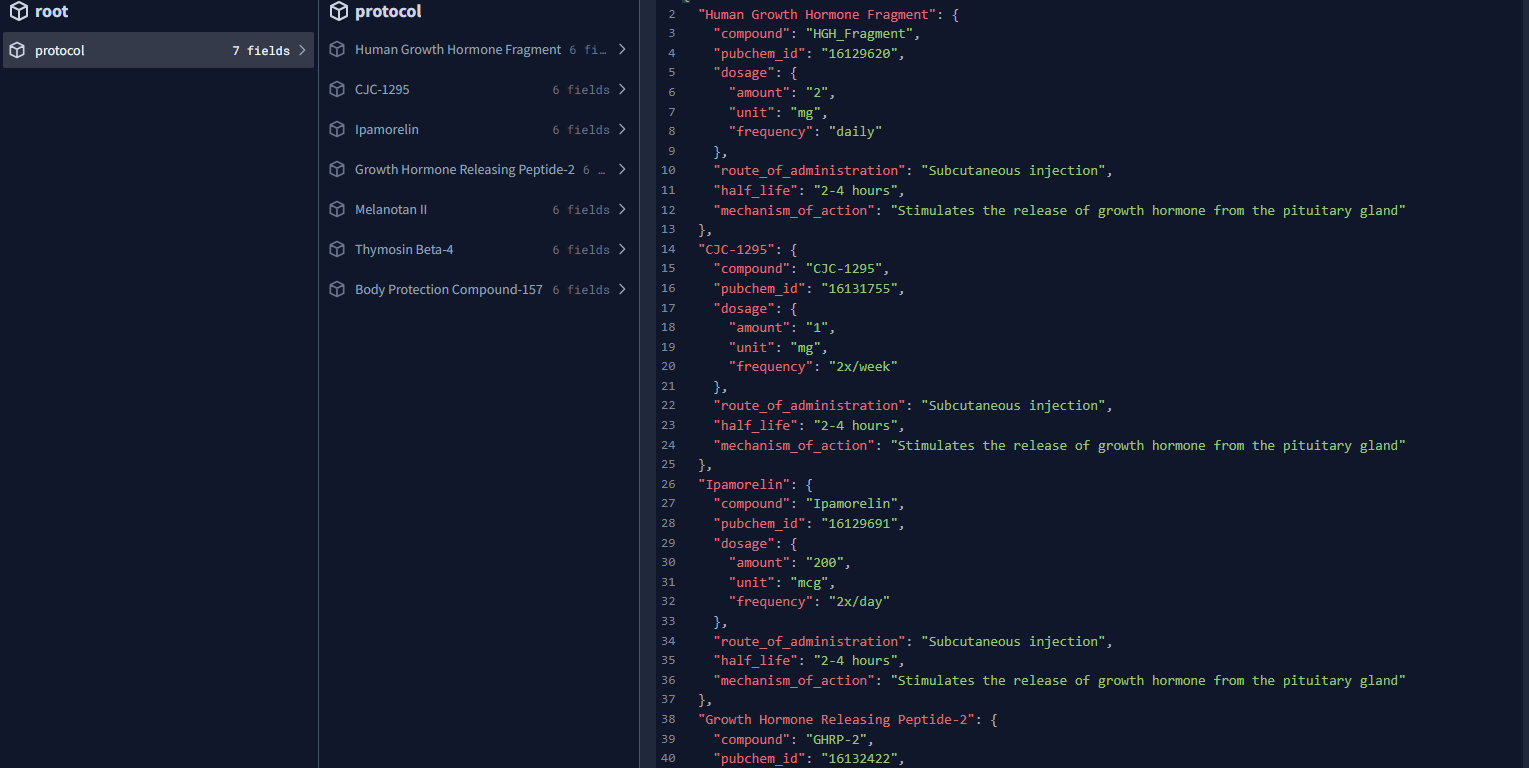 root
protocol 7 fields
protocol
Human Growth Hormone Fragment 6 fi…
CJC-1295 6 fields
Ipamorelin 6 fields
Growth Hormone Releasing Peptide-2 6 …
Melanotan II 6 fields
Thymosin Beta-4 6 fields
Body Protection Compound-157 6 fields
2 "Human Growth Hormone Fragment": {
3 "compound": "HGH_Fragment",
4 "pubchem_id": "16129620",
5 "dosage": {
6 "amount": "2",
7 "unit": "mg",
8 "frequency": "daily"
9 },
10 "route_of_administration": "Subcutaneous injection",
11 "half_life": "2-4 hours",
12 "mechanism_of_action": "Stimulates the release of growth hormone from the pituitary gland"
13 },
14 "CJC-1295": {
15 "compound": "CJC-1295",
16 "pubchem_id": "16131755",
17 "dosage": {
18 "amount": "1",
19 "unit": "mg",
20 "frequency": "2x/week"
21 },
22 "route_of_administration": "Subcutaneous injection",
23 "half_life": "2-4 hours",
24 "mechanism_of_action": "Stimulates the release of growth hormone from the pituitary gland"
25 },
26 "Ipamorelin": {
27 "compound": "Ipamorelin",
28 "pubchem_id": "16129691",
29 "dosage": {
30 "amount": "200",
31 "unit": "mcg",
32 "frequency": "2x/day"
33 },
34 "route_of_administration": "Subcutaneous injection",
35 "half_life": "2-4 hours",
36 "mechanism_of_action": "Stimulates the release of growth hormone from the pituitary gland"
37 },
38 "Growth Hormone Releasing Peptide-2": {
39 "compound": "GHRP-2",
40 "pubchem_id": "16132422",